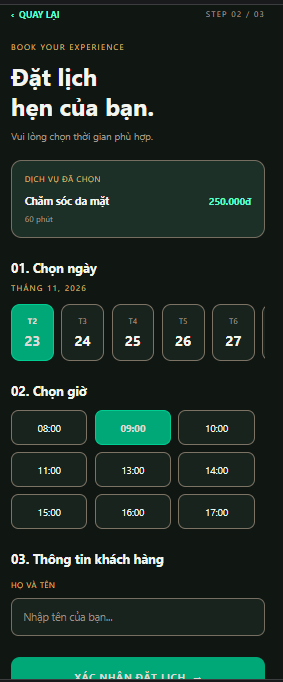 ‹ QUAY LẠI
STEP 02 / 03
BOOK YOUR EXPERIENCE
Đặt lịch
hẹn của bạn.
Vui lòng chọn thời gian phù hợp.
DỊCH VỤ ĐÃ CHỌN
Chăm sóc da mặt
250.000đ
60 phút
01. Chọn ngày
THÁNG 11, 2026
T2 T3 T4 T5 T6
23 24 25 26 27
02. Chọn giờ
08:00 09:00 10:00
11:00 13:00 14:00
15:00 16:00 17:00
03. Thông tin khách hàng
HỌ VÀ TÊN
Nhập tên của bạn...
XÁC NHẬN ĐẶT LỊCH →